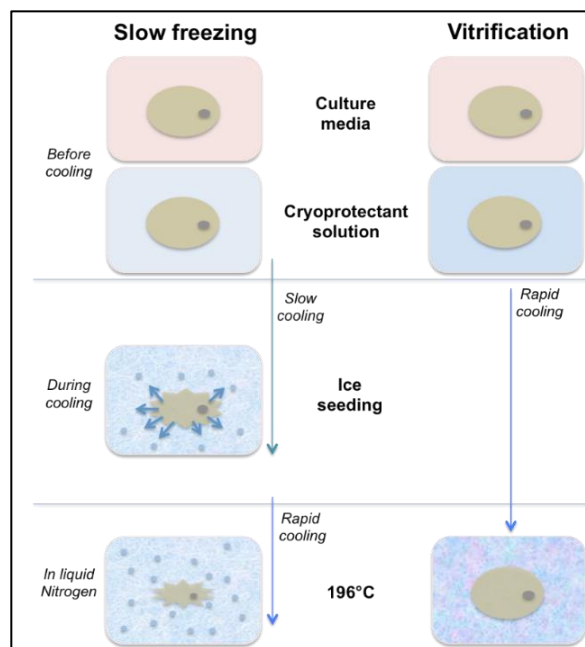 Slow freezing
Vitrification
Culture
media
Before
cooling
Cryoprotectant
solution
Slow
cooling
Rapid
cooling
During
cooling
Ice
seeding
Rapid
cooling
In liquid
Nitrogen
196°C